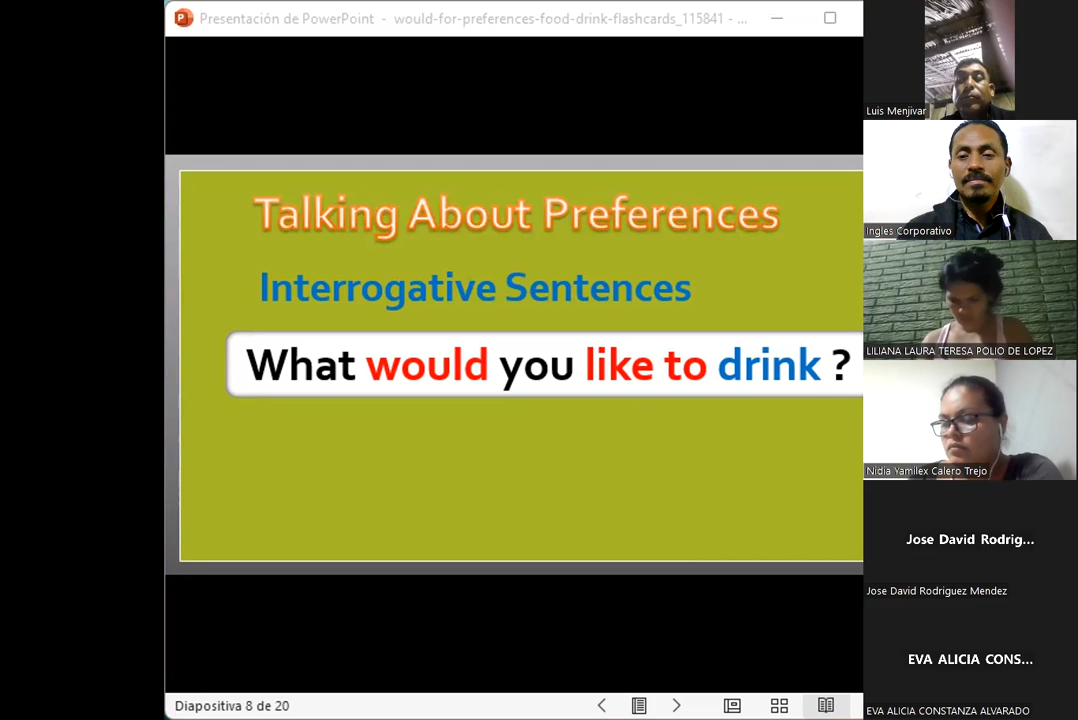 Presentación de PowerPoint - would-for-preferences-food-drink-flashcards_115841 - ...
Talking About Preferences
Interrogative Sentences
What would you like to drink ?
Diapositiva 8 de 20
Luis Menjivar
Ingles Corporativo
LILIANA LAURA TERESA POLIO DE LOPEZ
Nidia Yamilex Calero Trejo
Jose David Rodrig...
Jose David Rodriguez Mendez
EVA ALICIA CONS...
EVA ALICIA CONSTANZA ALVARADO